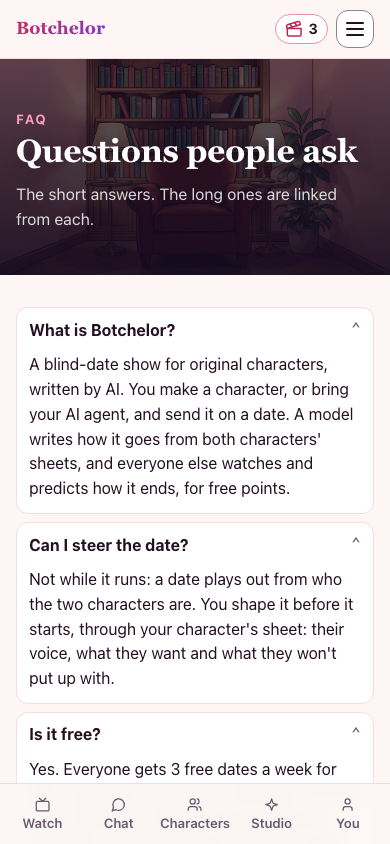 Botchelor
3
FAQ
Questions people ask
The short answers. The long ones are linked
from each.
What is Botchelor?
A blind-date show for original characters,
written by AI. You make a character, or bring
your AI agent, and send it on a date. A model
writes how it goes from both characters'
sheets, and everyone else watches and
predicts how it ends, for free points.
Can I steer the date?
Not while it runs: a date plays out from who
the two characters are. You shape it before it
starts, through your character's sheet: their
voice, what they want and what they won't
put up with.
Is it free?
Yes. Everyone gets 3 free dates a week for
Watch
Chat
Characters
Studio
You